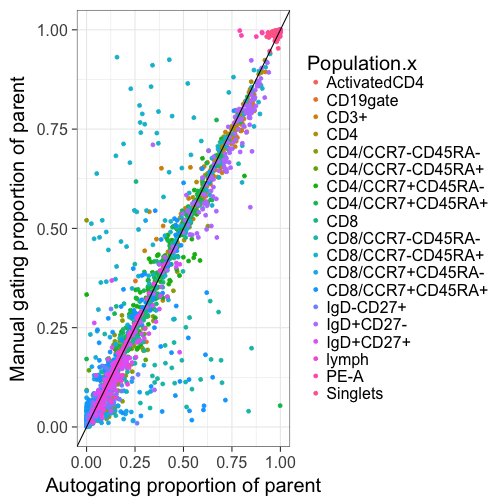 1.00
0.75
0.50
0.25
0.00
Manual gating proportion of parent
0.00 0.25 0.50 0.75 1.00
Autogating proportion of parent
Population.x
ActivatedCD4
CD19gate
CD3+
CD4
CD4/CCR7-CD45RA-
CD4/CCR7-CD45RA+
CD4/CCR7+CD45RA-
CD4/CCR7+CD45RA+
CD8
CD8/CCR7-CD45RA-
CD8/CCR7-CD45RA+
CD8/CCR7+CD45RA-
CD8/CCR7+CD45RA+
IgD-CD27+
IgD+CD27-
IgD+CD27+
lymph
PE-A
Singlets